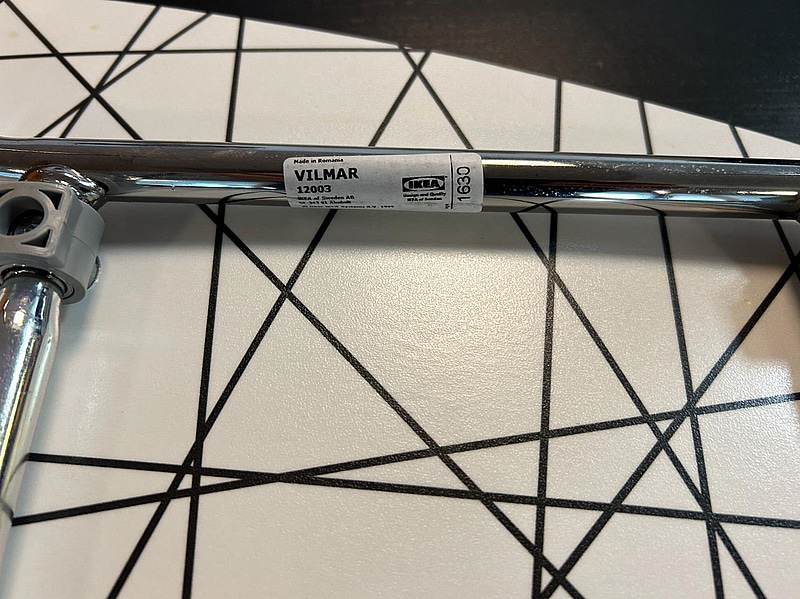 Made in Romania
VILMAR
12003
IKEA of Sweden AB
IKEA
Design and Quality
IKEA of Sweden
1630